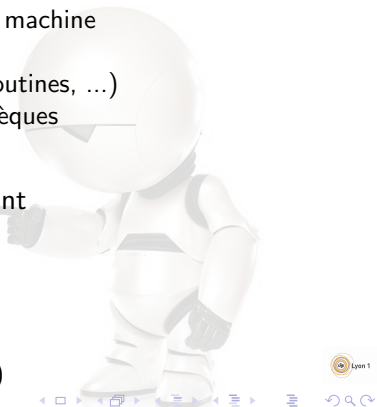 machine
outines, ...)
èques
nt
)
Lyon 1